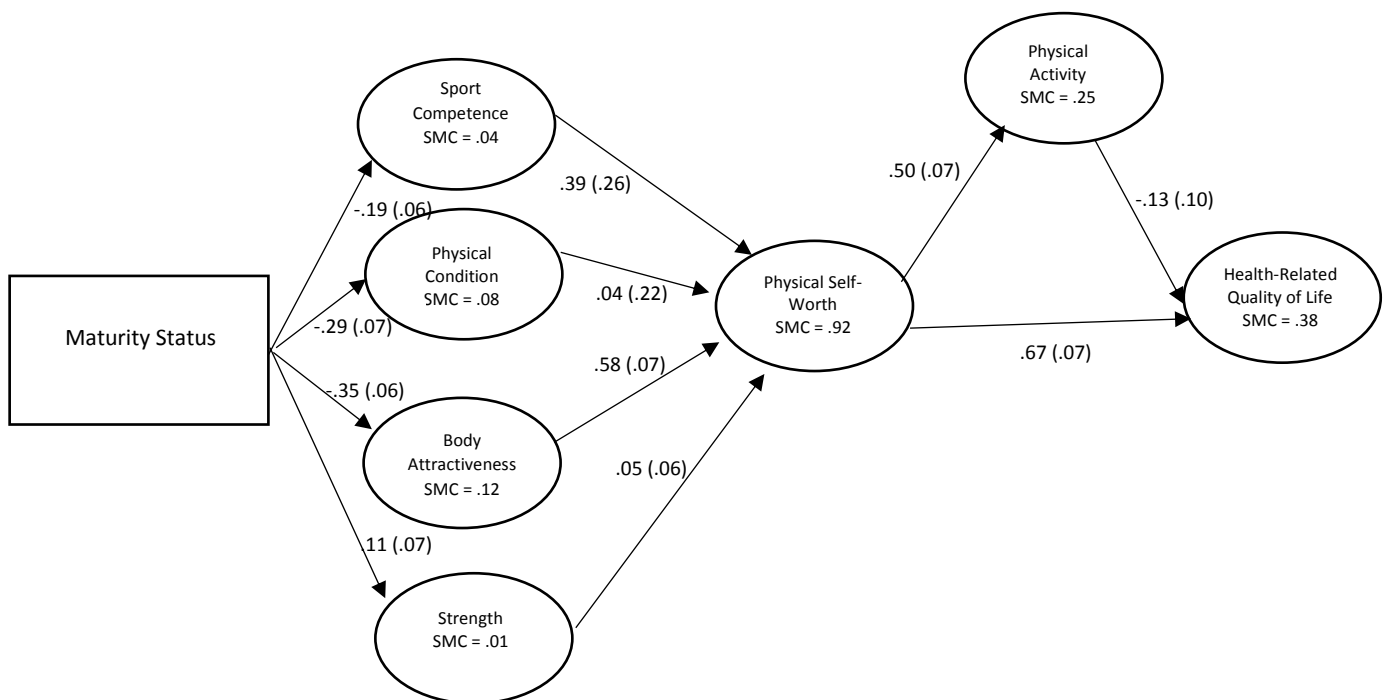 Physical
Activity
SMC = .25
Sport
Competence
SMC = .04
.39 (.26)
.50 (.07)
-.13 (.10)
-.19 (.06)
Physical
Condition
SMC = .08
.04 (.22)
Physical Self-
Worth
SMC = .92
Health-Related
Quality of Life
SMC = .38
Maturity Status
-.29 (.07)
.67 (.07)
-.35 (.06)
.58 (.07)
Body
Attractiveness
SMC = .12
.05 (.06)
.11 (.07)
Strength
SMC = .01